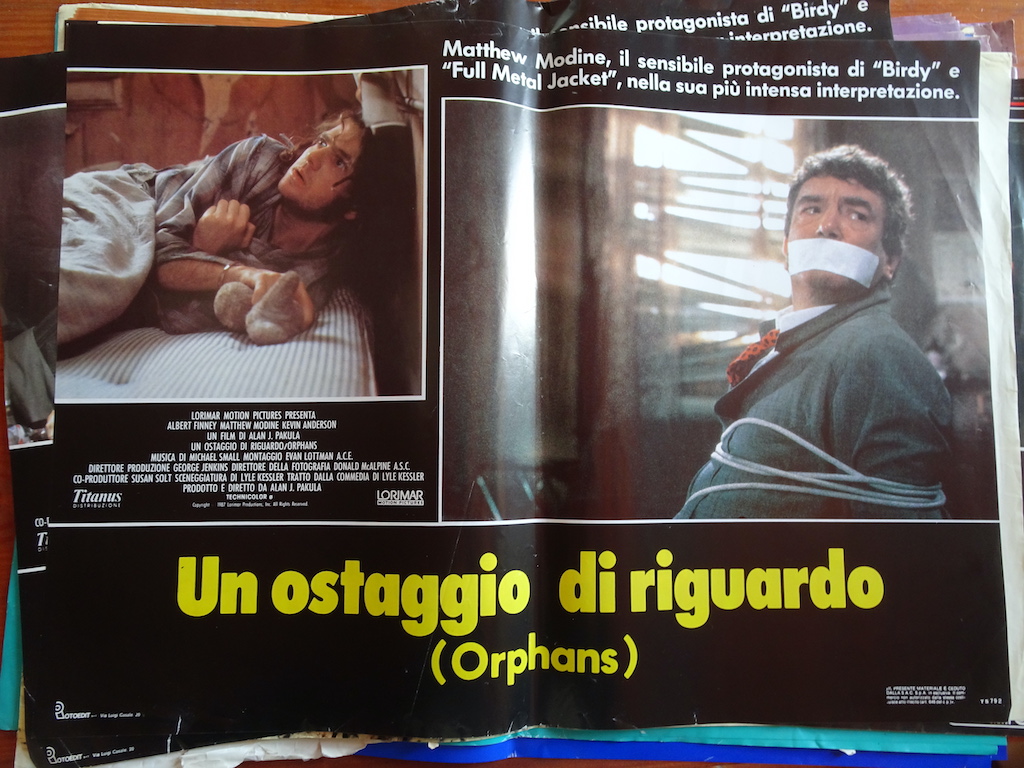 sibile protagonista di "Birdy" e
interpretazione.
Matthew Modine, il sensibile protagonista di "Birdy" e
"Full Metal Jacket", nella sua più intensa interpretazione.
LORIMAR MOTION PICTURES PRESENTA
ALBERT FINNEY MATTHEW MODINE KEVIN ANDERSON
UN FILM DI ALAN J. PAKULA
UN OSTAGGIO DI RIGUARDO/ORPHANS
MUSICA DI MICHAEL SMALL MONTAGGIO EVAN LOTTMAN A.C.E.
DIRETTORE PRODUZIONE GEORGE JENKINS DIRETTORE DELLA FOTOGRAFIA DONALD McALPINE A.S.C.
CO-PRODUTTORE SUSAN SOLT SCENEGGIATURA DI LYLE KESSLER TRATTO DALLA COMMEDIA DI LYLE KESSLER
PRODOTTO E DIRETTO DA ALAN J. PAKULA
TECHNICOLOR
Titanus
DISTRIBUZIONE
Copyright 1987 Lorimar Productions, Inc. All Rights Reserved.
LORIMAR
MOTION PICTURES
Un ostaggio di riguardo
(Orphans)
IL PRESENTE MATERIALE E CEDUTO
YB 792
ROTOEDIT Via Luigi Casale 20
ROTOEDIT Via Luigi Casale 20